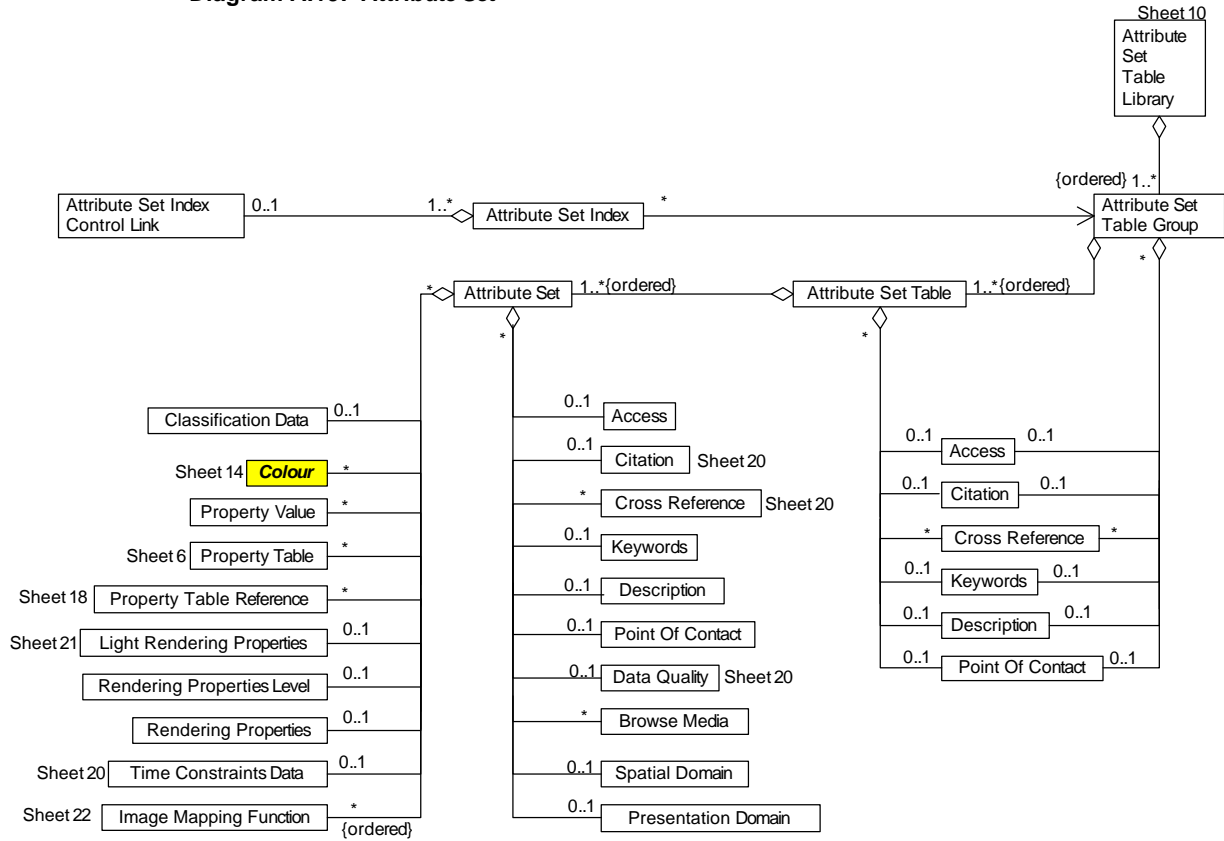 Sheet 10
Attribute
Set
Table
Library
{ordered} 1..*
Attribute Set Index
Control Link
0..1
1..*
Attribute Set Index
*
Attribute Set
Table Group
*
*
Attribute Set
1..*{ordered}
Attribute Set Table
1..*{ordered}
*
*
Classification Data
0..1
Sheet 14
Colour
*
Property Value
*
Sheet 6
Property Table
*
Sheet 18
Property Table Reference
*
Sheet 21
Light Rendering Properties
0..1
Rendering Properties Level
0..1
Rendering Properties
0..1
Sheet 20
Time Constraints Data
0..1
Sheet 22
Image Mapping Function
*
{ordered}
0..1
Access
0..1
Citation
Sheet 20
*
Cross Reference
Sheet 20
0..1
Keywords
0..1
Description
0..1
Point Of Contact
0..1
Data Quality
Sheet 20
*
Browse Media
0..1
Spatial Domain
0..1
Presentation Domain
0..1
Access
0..1
0..1
Citation
0..1
*
Cross Reference
*
0..1
Keywords
0..1
0..1
Description
0..1
0..1
Point Of Contact
0..1